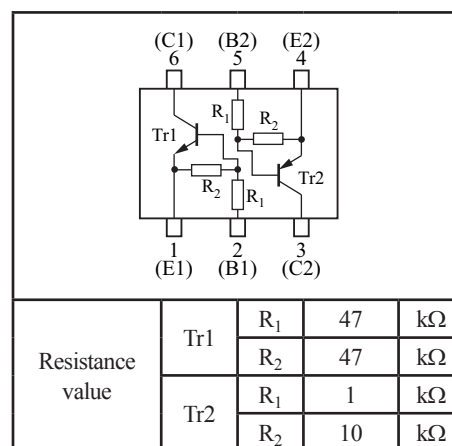 (C1) (B2) (E2)
6 5 4
R1
R2
Tr1
Tr2
R2
R1
1 2 3
(E1) (B1) (C2)
Resistance value
Tr1
R1 47 kΩ
R2 47 kΩ
Tr2
R1 1 kΩ
R2 10 kΩ